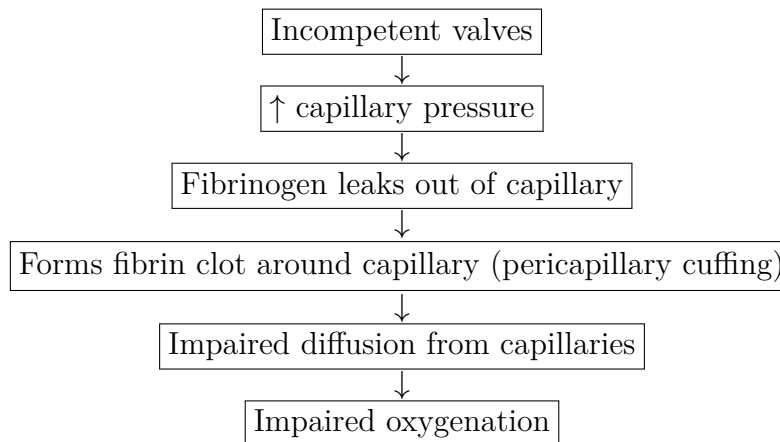 Incompetent valves
↑ capillary pressure
Fibrinogen leaks out of capillary
Forms fibrin clot around capillary (pericapillary cuffing)
Impaired diffusion from capillaries
Impaired oxygenation